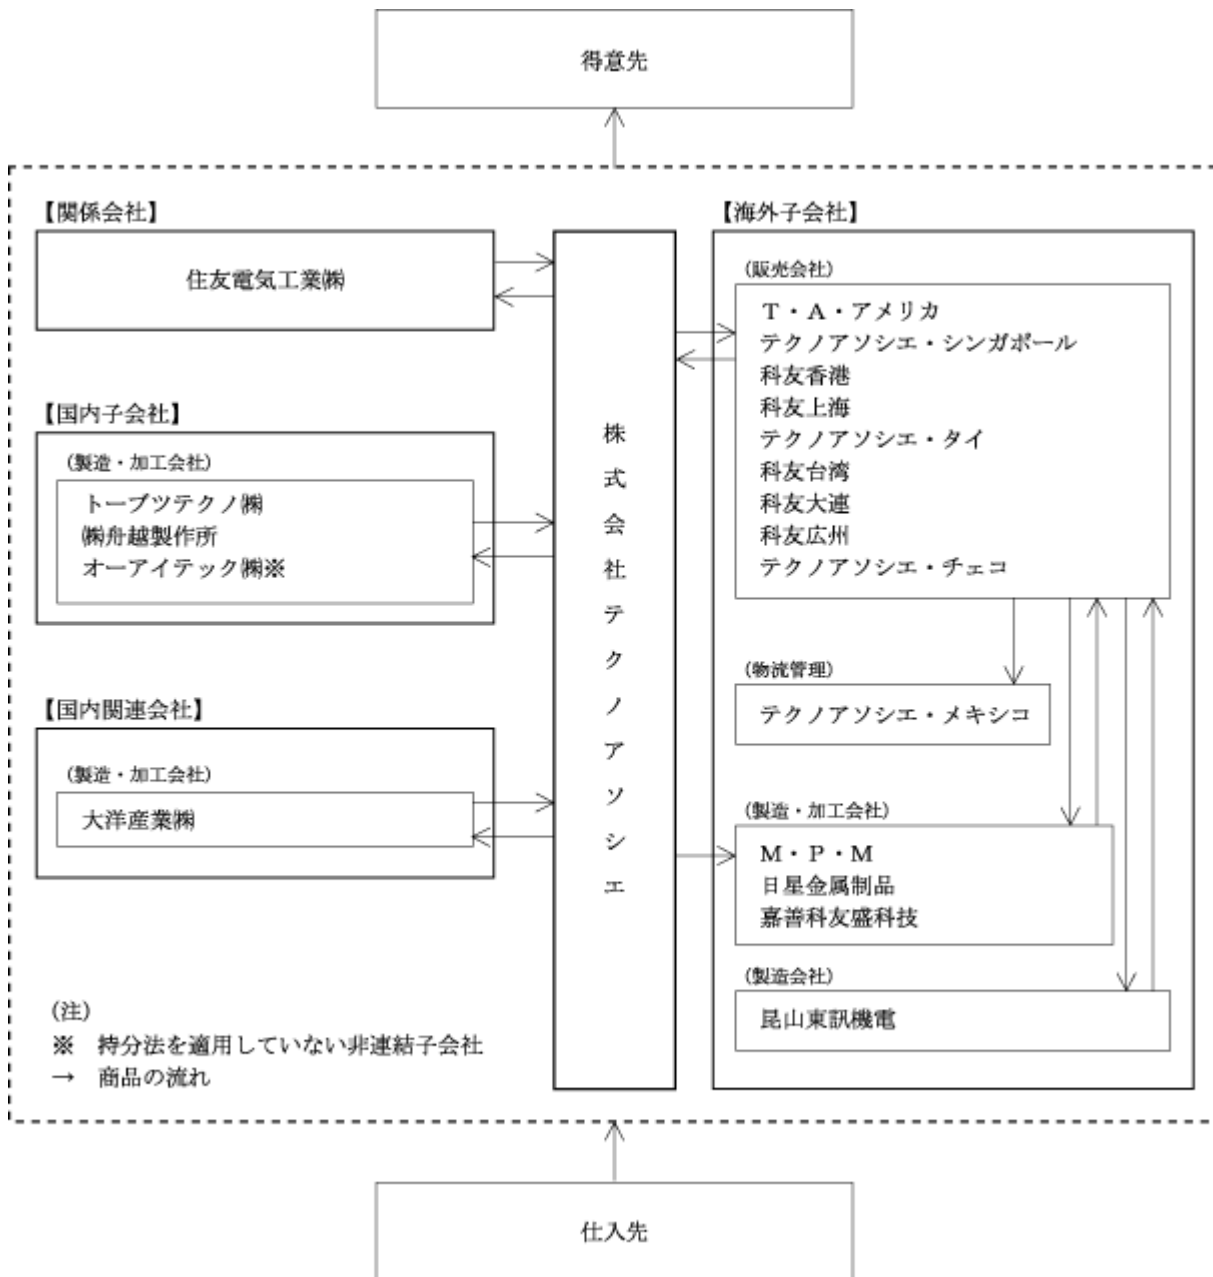 得意先
【関係会社】
住友電気工業㈱
【国内子会社】
(製造・加工会社)
トーブツテクノ㈱
㈱舟越製作所
オーアイテック㈱※
【国内関連会社】
(製造・加工会社)
大洋産業㈱
株式会社テクノアソシエ
【海外子会社】
(販売会社)
Ｔ・Ａ・アメリカ
テクノアソシエ・シンガポール
科友香港
科友上海
テクノアソシエ・タイ
科友台湾
科友大連
科友広州
テクノアソシエ・チェコ
(物流管理)
テクノアソシエ・メキシコ
(製造・加工会社)
Ｍ・Ｐ・Ｍ
日星金属制品
嘉善科友盛科技
(製造会社)
昆山東訊機電
(注)
※　持分法を適用していない非連結子会社
→　商品の流れ
仕入先